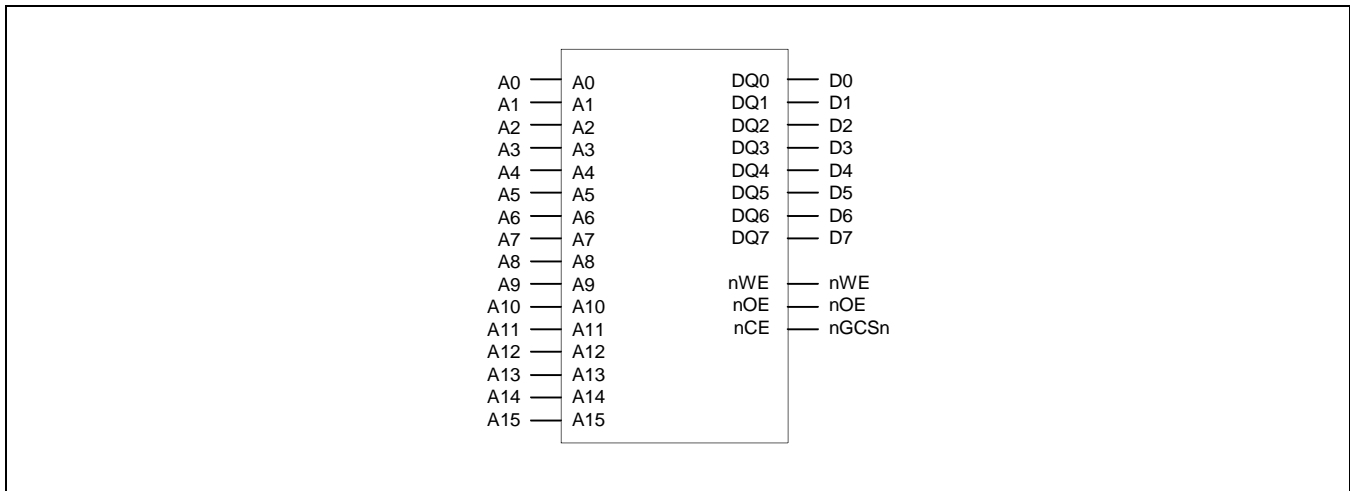 A0 A0 DQ0 D0
A1 A1 DQ1 D1
A2 A2 DQ2 D2
A3 A3 DQ3 D3
A4 A4 DQ4 D4
A5 A5 DQ5 D5
A6 A6 DQ6 D6
A7 A7 DQ7 D7
A8 A8
A9 A9 nWE nWE
A10 A10 nOE nOE
A11 A11 nCE nGCSn
A12 A12
A13 A13
A14 A14
A15 A15